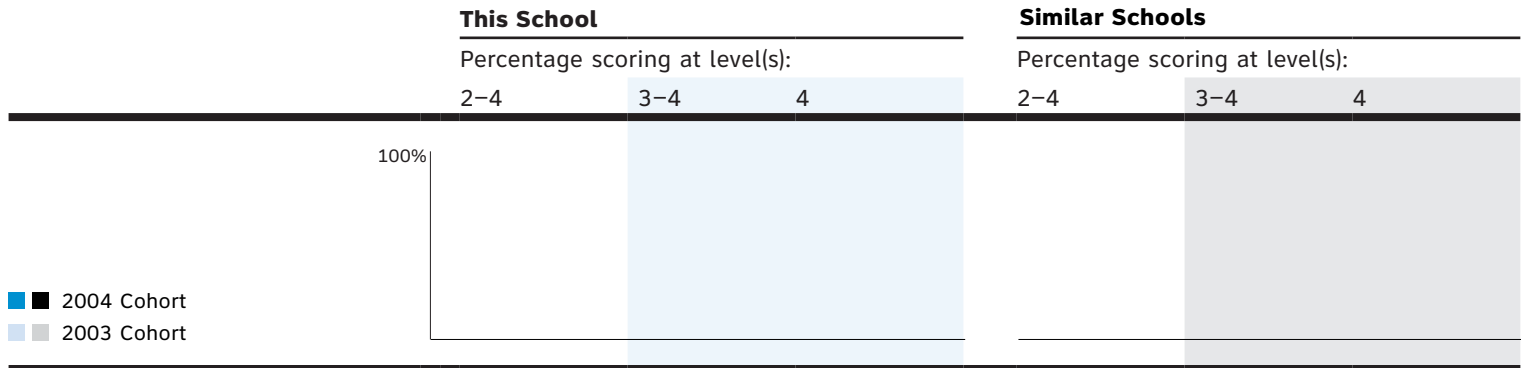 This School
Similar Schools
Percentage scoring at level(s):
Percentage scoring at level(s):
2–4 3–4 4
2–4 3–4 4
100%
2004 Cohort
2003 Cohort